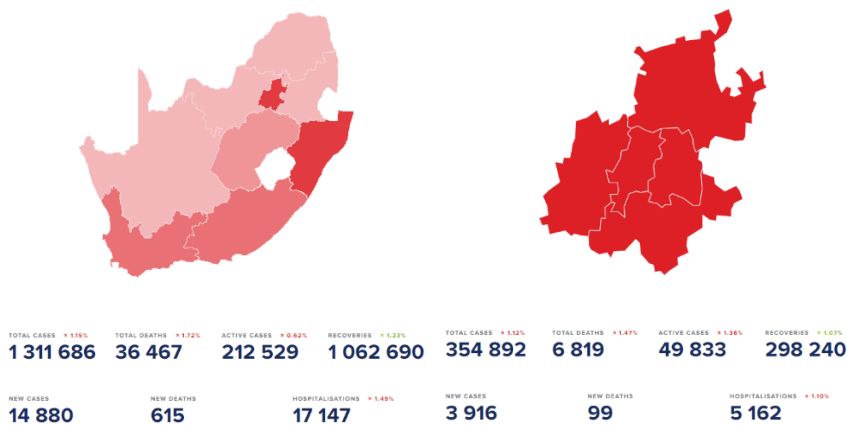 TOTAL CASES × 1.15% TOTAL DEATHS × 1.72% ACTIVE CASES × 0.62% RECOVERIES × 1.23%
1 311 686 36 467 212 529 1 062 690
NEW CASES NEW DEATHS HOSPITALISATIONS × 1.49%
14 880 615 17 147
TOTAL CASES × 1.12% TOTAL DEATHS × 1.47% ACTIVE CASES × 1.36% RECOVERIES × 1.07%
354 892 6 819 49 833 298 240
NEW CASES NEW DEATHS HOSPITALISATIONS × 1.10%
3 916 99 5 162